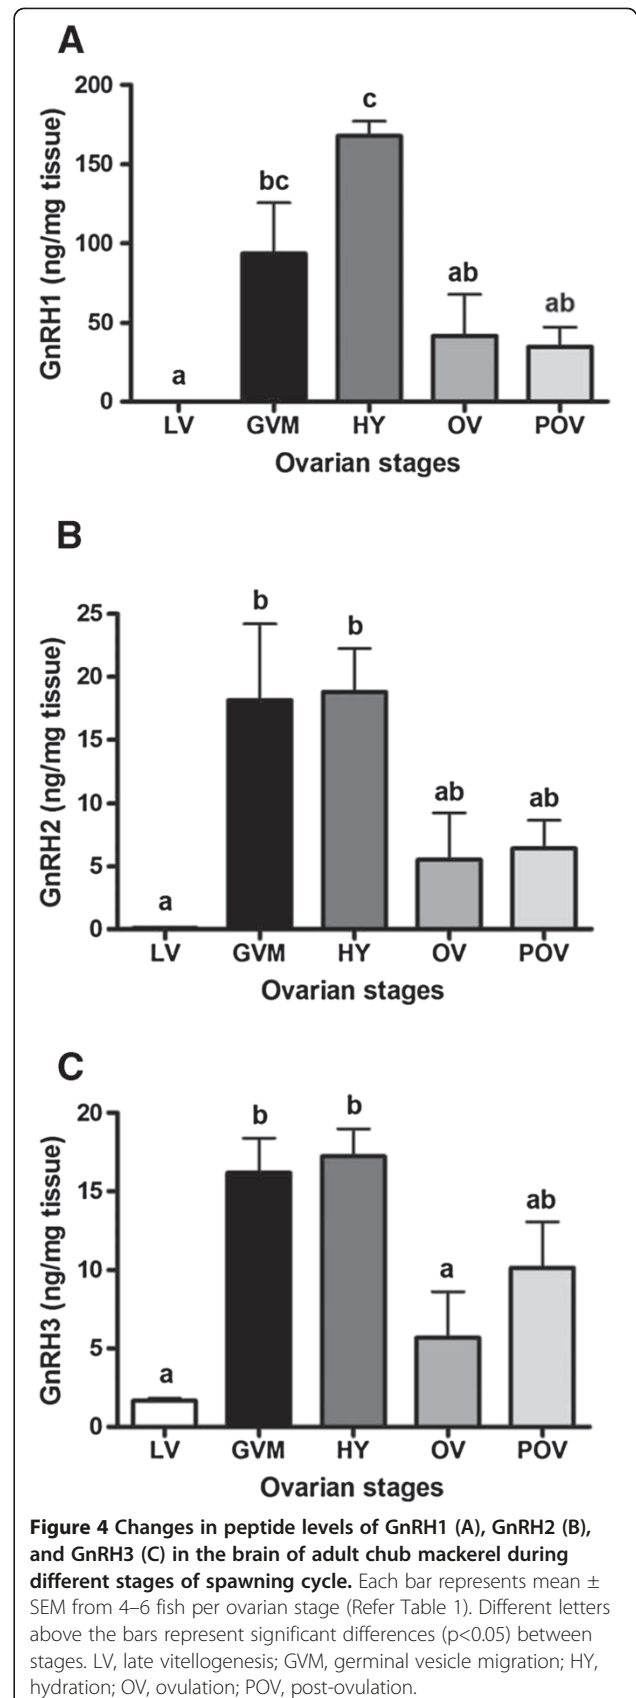 A
200
150
100
50
0
GnRH1 (ng/mg tissue)
a
bc
c
ab
ab
LV GVM HY OV POV
Ovarian stages
B
25
20
15
10
5
0
GnRH2 (ng/mg tissue)
a
b
b
ab
ab
LV GVM HY OV POV
Ovarian stages
C
20
15
10
5
0
GnRH3 (ng/mg tissue)
a
b
b
a
ab
LV GVM HY OV POV
Ovarian stages
Figure 4 Changes in peptide levels of GnRH1 (A), GnRH2 (B),
and GnRH3 (C) in the brain of adult chub mackerel during
different stages of spawning cycle. Each bar represents mean ±
SEM from 4–6 fish per ovarian stage (Refer Table 1). Different letters
above the bars represent significant differences (p<0.05) between
stages. LV, late vitellogenesis; GVM, germinal vesicle migration; HY,
hydration; OV, ovulation; POV, post-ovulation.